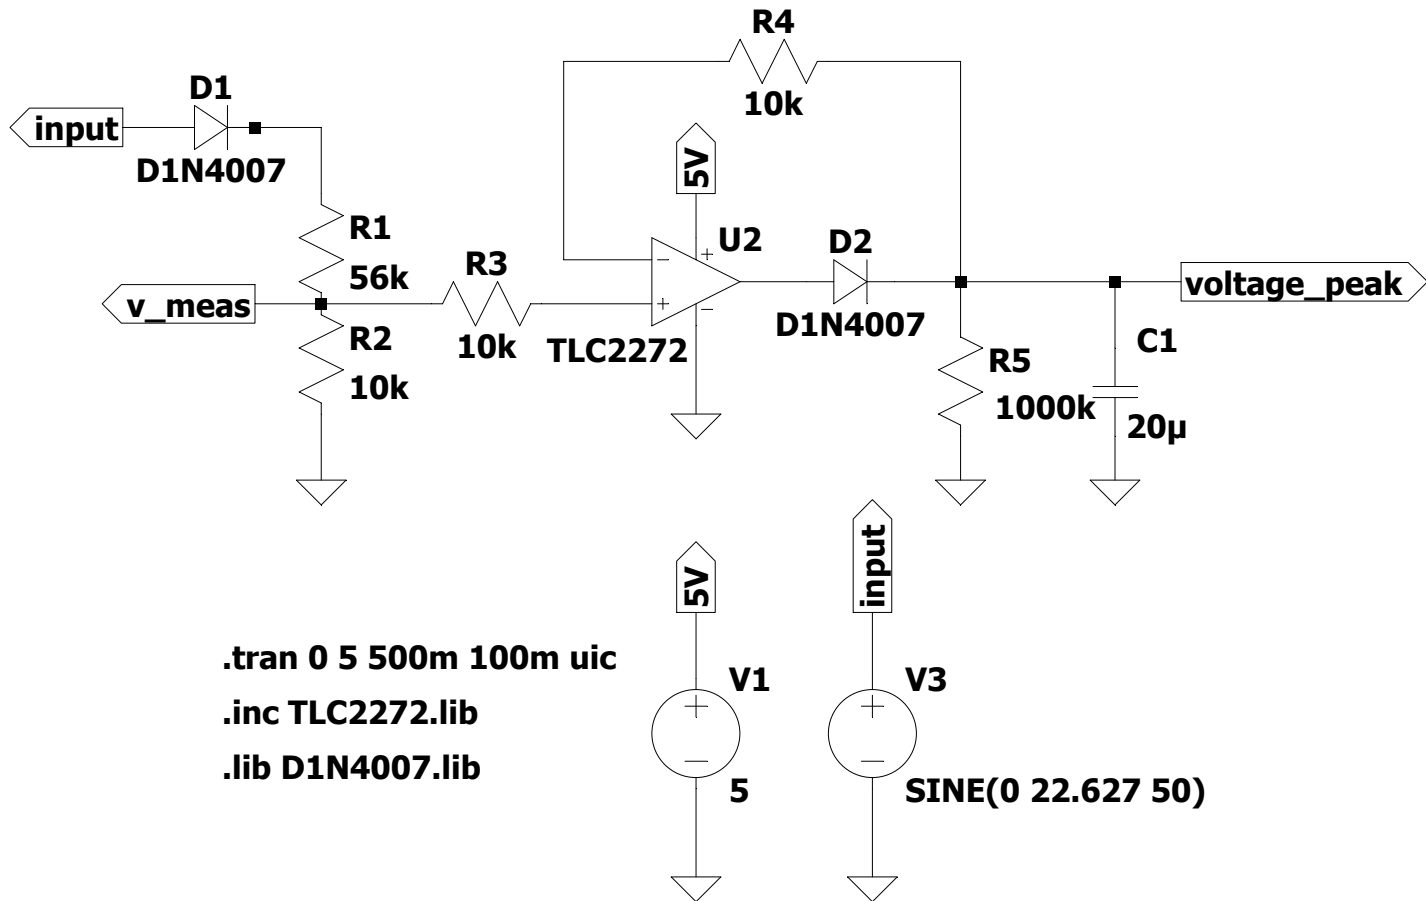 R4
10k
D1
input
D1N4007
5V
R1
56k
U2
D2
R3
v_meas
voltage_peak
10k
TLC2272
D1N4007
R2
10k
C1
R5
1000k
20µ
5V
input
.tran 0 5 500m 100m uic
.inc TLC2272.lib
.lib D1N4007.lib
V1
5
V3
SINE(0 22.627 50)